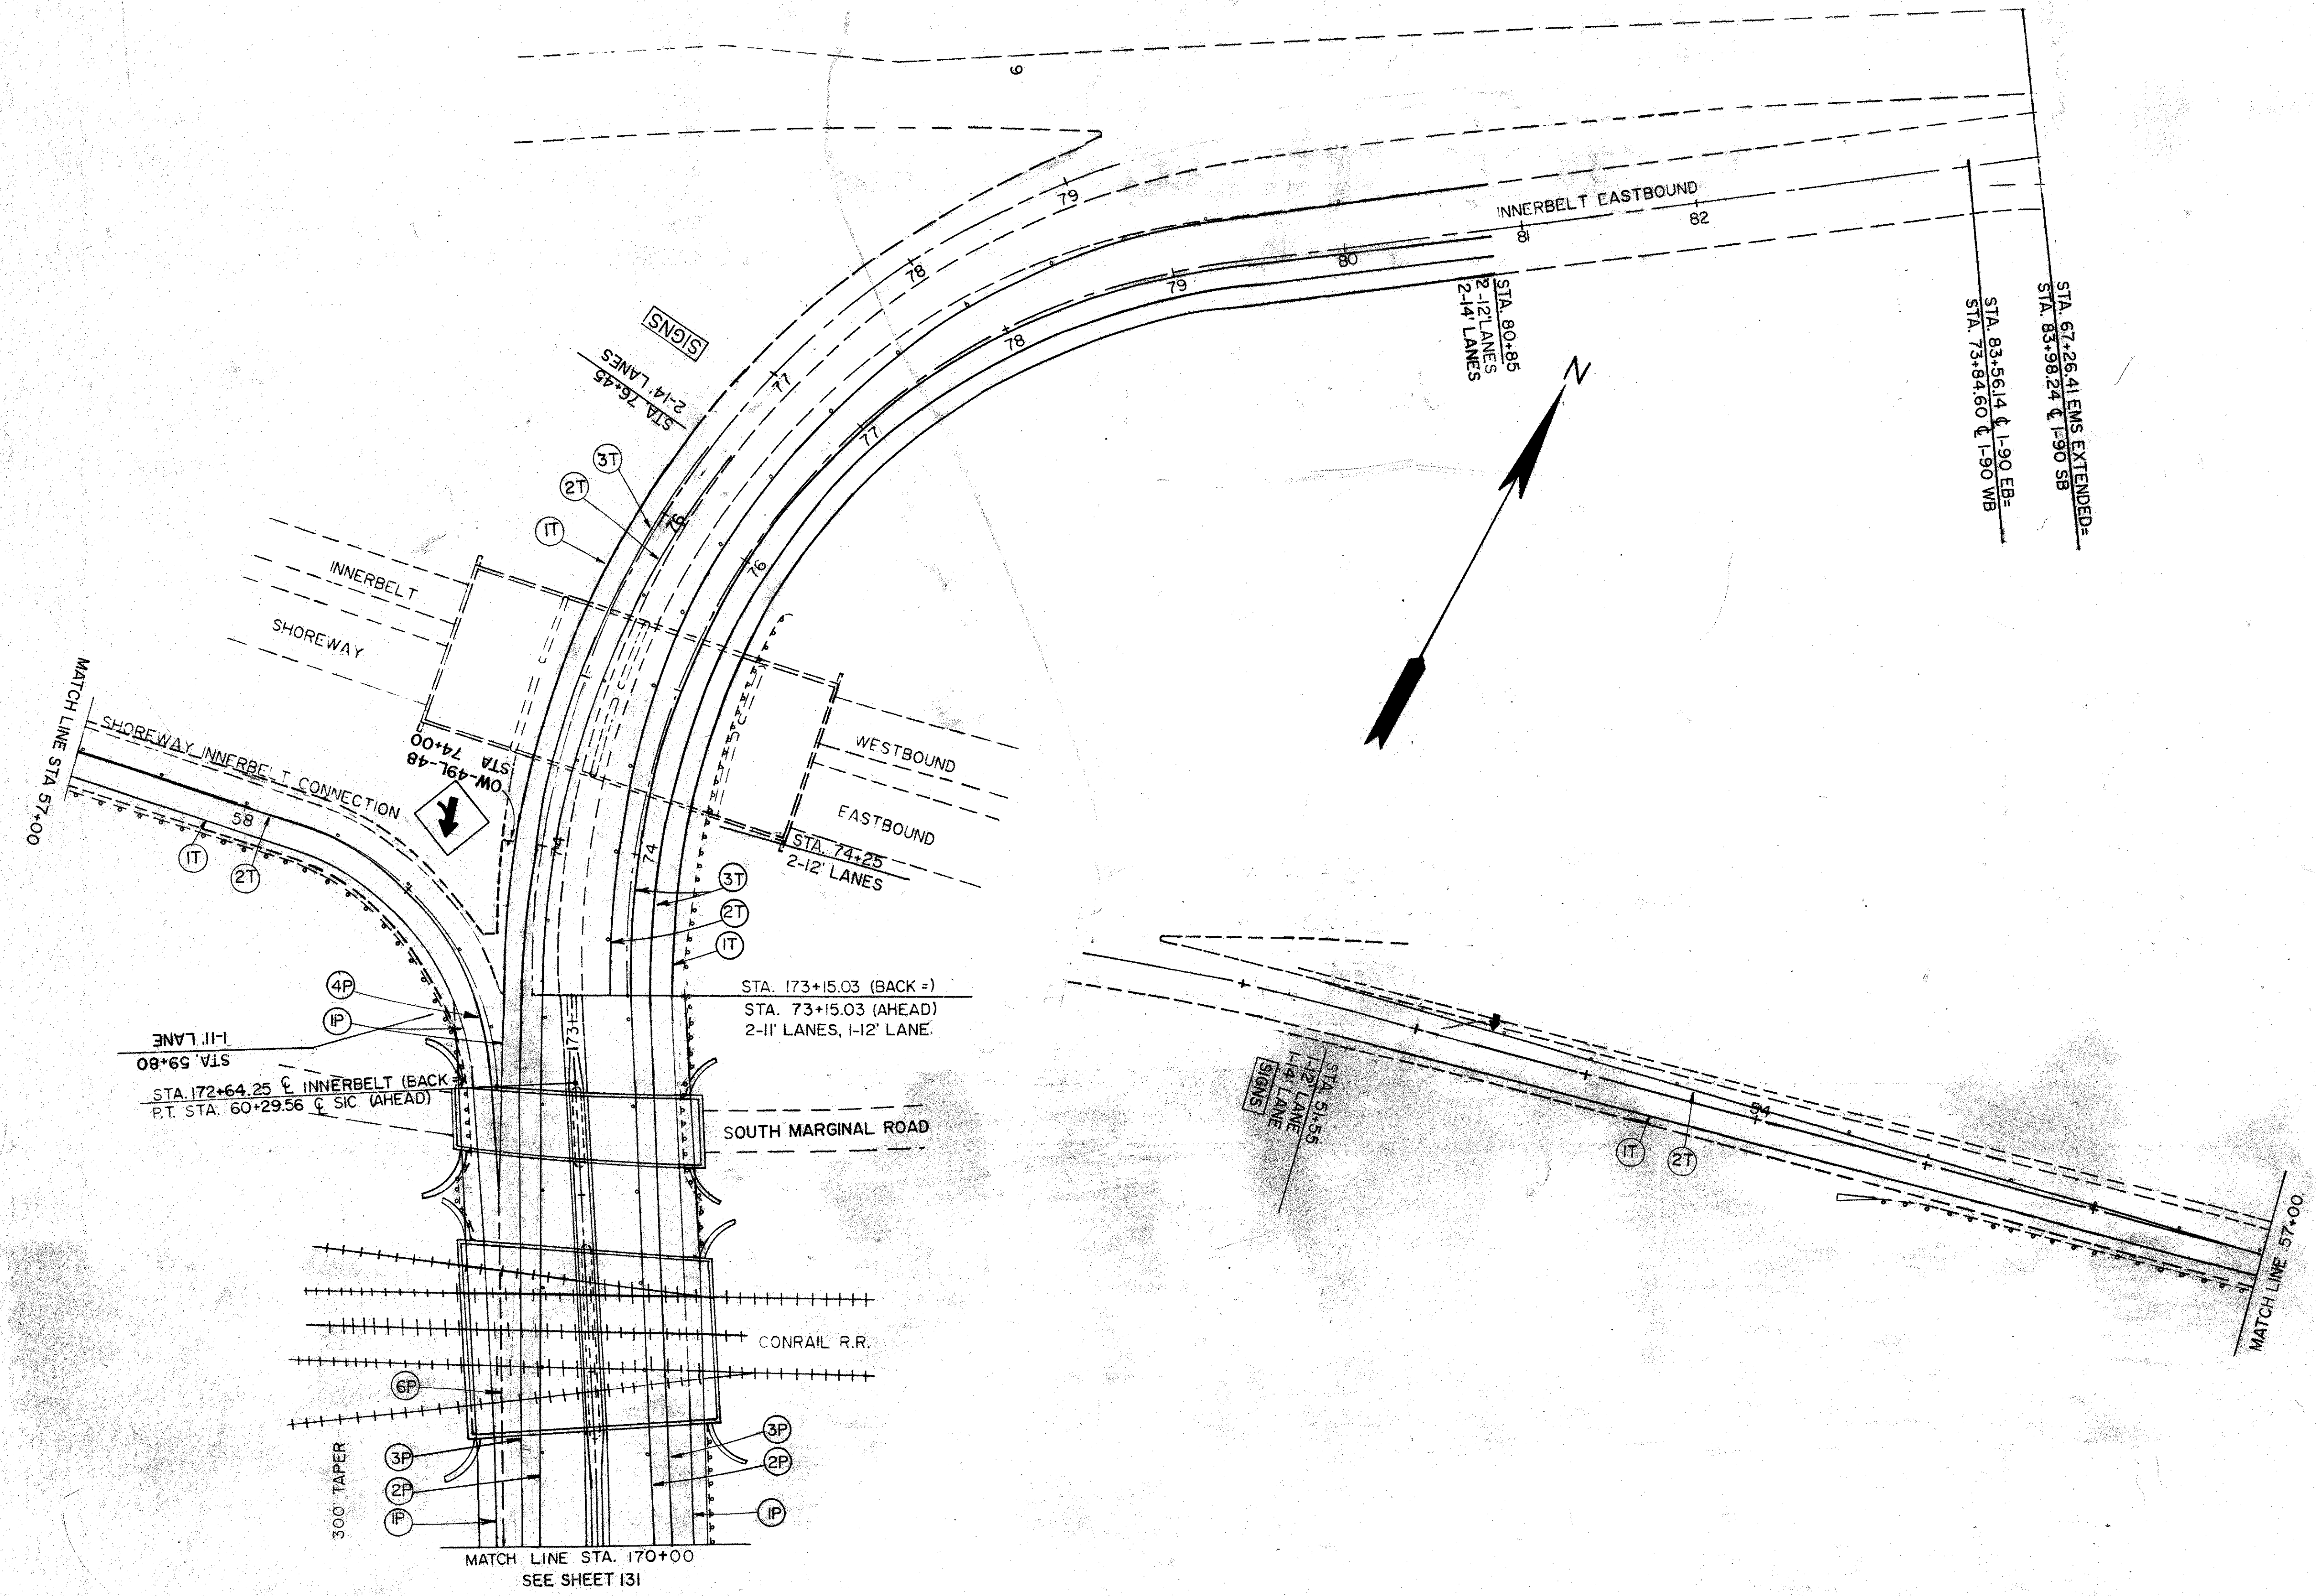 6
79
78
77
76
SIGNS
STA. 76+45
2-14' LANES
3T
2T
1T
INNERBELT EASTBOUND
82
81
80
79
78
77
76
STA. 80+85
2-12' LANES
2-14' LANES
STA. 67+26.41 EMS EXTENDED=
STA. 83+98.24 ℄ I-90 SB
STA. 83+56.14 ℄ I-90 EB=
STA. 73+84.60 ℄ I-90 WB
N
INNERBELT
SHOREWAY
WESTBOUND
EASTBOUND
MATCH LINE STA 57+00
SHOREWAY INNERBELT CONNECTION
58
1T
2T
OW-49L-48
STA 74+00
74
74
STA. 74+25
2-12' LANES
3T
2T
1T
4P
1P
STA. 59+80
1-11' LANE
STA. 173+15.03 (BACK =)
STA. 73+15.03 (AHEAD)
2-11' LANES, 1-12' LANE.
173
STA. 172+64.25 ℄ INNERBELT (BACK =
P.T. STA. 60+29.56 ℄ SIC (AHEAD)
SOUTH MARGINAL ROAD
CONRAIL R.R.
6P
3P
2P
1P
3P
2P
1P
300' TAPER
MATCH LINE STA. 170+00
SEE SHEET 131
STA. 51+55
1-12' LANE
1-14' LANE
SIGNS
54
1T
2T
MATCH LINE 57+00